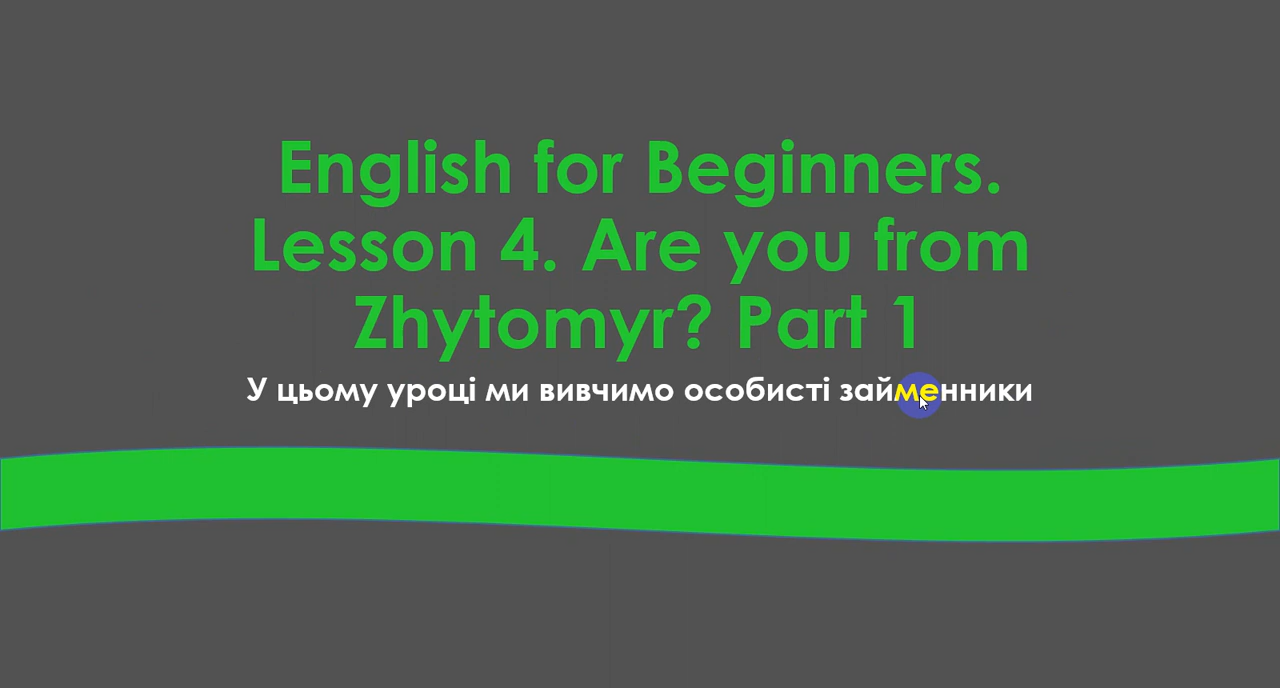 English for Beginners.
Lesson 4. Are you from
Zhytomyr? Part 1
У цьому уроці ми вивчимо особисті займенники